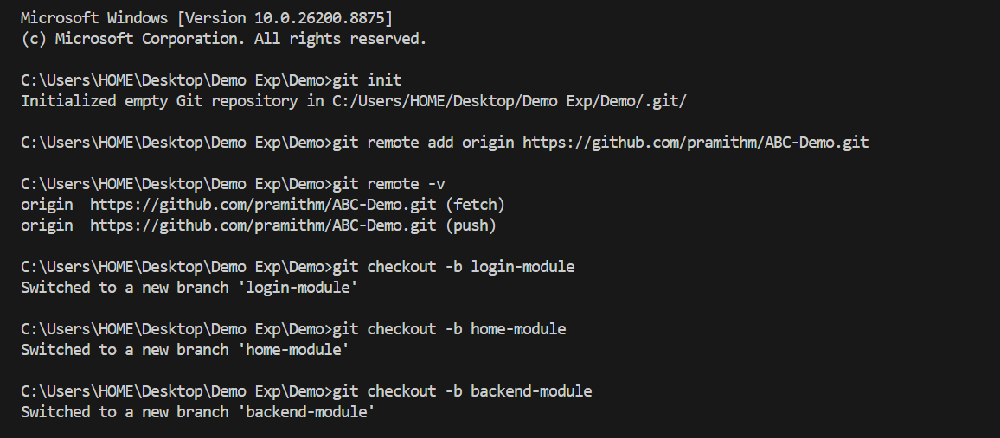 Microsoft Windows [Version 10.0.26200.8875]
(c) Microsoft Corporation. All rights reserved.
C:\Users\HOME\Desktop\Demo Exp\Demo>git init
Initialized empty Git repository in C:/Users/HOME/Desktop/Demo Exp/Demo/.git/
C:\Users\HOME\Desktop\Demo Exp\Demo>git remote add origin https://github.com/pramithm/ABC-Demo.git
C:\Users\HOME\Desktop\Demo Exp\Demo>git remote -v
origin  https://github.com/pramithm/ABC-Demo.git (fetch)
origin  https://github.com/pramithm/ABC-Demo.git (push)
C:\Users\HOME\Desktop\Demo Exp\Demo>git checkout -b login-module
Switched to a new branch 'login-module'
C:\Users\HOME\Desktop\Demo Exp\Demo>git checkout -b home-module
Switched to a new branch 'home-module'
C:\Users\HOME\Desktop\Demo Exp\Demo>git checkout -b backend-module
Switched to a new branch 'backend-module'